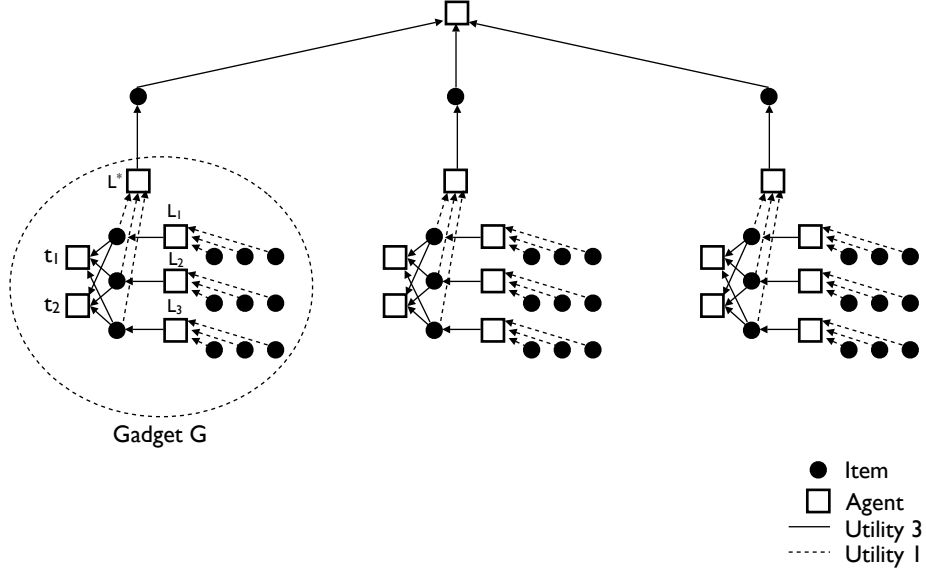 L*
L1
t1
L2
t2
L3
Gadget G
Item
Agent
Utility 3
Utility 1